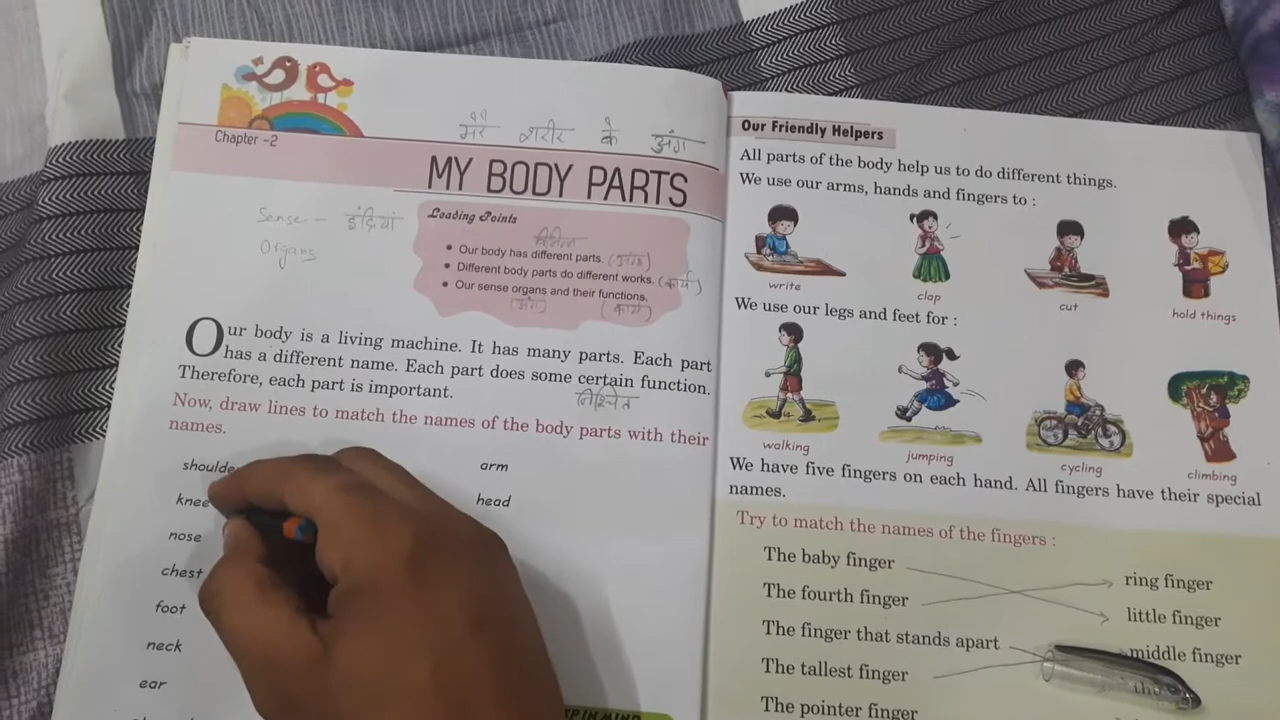 मेरे शरीर के अंग
Chapter -2
MY BODY PARTS
Sense - इंद्रियां
Organs
Leading Points
विभिन्न
• Our body has different parts. (अंग)
• Different body parts do different works. (कार्य)
• Our sense organs and their functions.
(अंग) (कार्य)
Our body is a living machine. It has many parts. Each part
has a different name. Each part does some certain function.
निश्चित
Therefore, each part is important.
Now, draw lines to match the names of the body parts with their
names.
shoulde
arm
knee
head
nose
chest
foot
neck
ear
EP IN MIND
Our Friendly Helpers
All parts of the body help us to do different things.
We use our arms, hands and fingers to :
write
clap
cut
hold things
We use our legs and feet for :
walking
jumping
cycling
climbing
We have five fingers on each hand. All fingers have their special
names.
Try to match the names of the fingers :
The baby finger
ring finger
The fourth finger
little finger
The finger that stands apart
middle finger
The tallest finger
The pointer finger